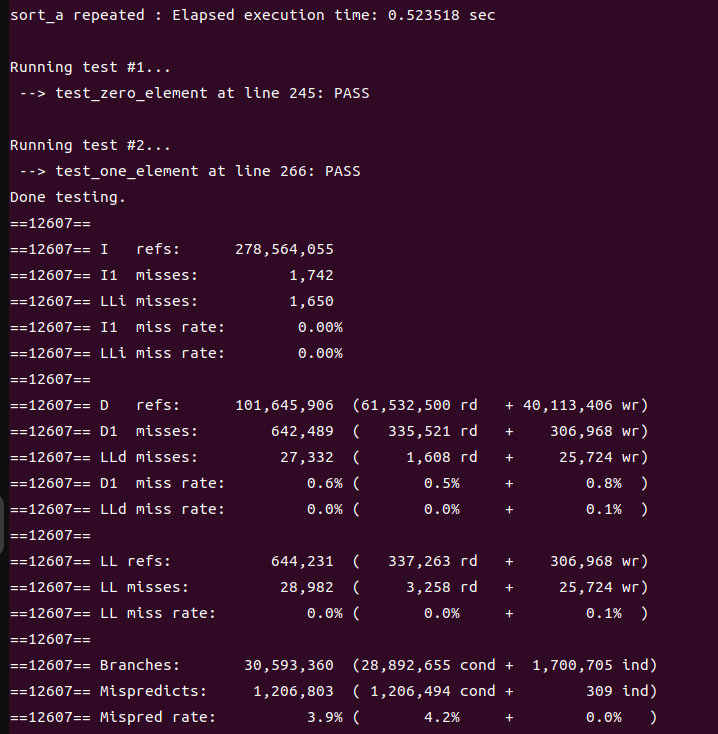 sort_a repeated : Elapsed execution time: 0.523518 sec

Running test #1...
 --> test_zero_element at line 245: PASS

Running test #2...
 --> test_one_element at line 266: PASS
Done testing.
==12607==
==12607== I   refs:      278,564,055
==12607== I1  misses:          1,742
==12607== LLi misses:          1,650
==12607== I1  miss rate:        0.00%
==12607== LLi miss rate:        0.00%
==12607==
==12607== D   refs:      101,645,906  (61,532,500 rd   + 40,113,406 wr)
==12607== D1  misses:        642,489  (   335,521 rd   +    306,968 wr)
==12607== LLd misses:         27,332  (     1,608 rd   +     25,724 wr)
==12607== D1  miss rate:         0.6% (       0.5%     +        0.8%  )
==12607== LLd miss rate:         0.0% (       0.0%     +        0.1%  )
==12607==
==12607== LL refs:           644,231  (   337,263 rd   +    306,968 wr)
==12607== LL misses:          28,982  (     3,258 rd   +     25,724 wr)
==12607== LL miss rate:          0.0% (       0.0%     +        0.1%  )
==12607==
==12607== Branches:       30,593,360  (28,892,655 cond +  1,700,705 ind)
==12607== Mispredicts:     1,206,803  ( 1,206,494 cond +        309 ind)
==12607== Mispred rate:          3.9% (       4.2%     +        0.0%   )